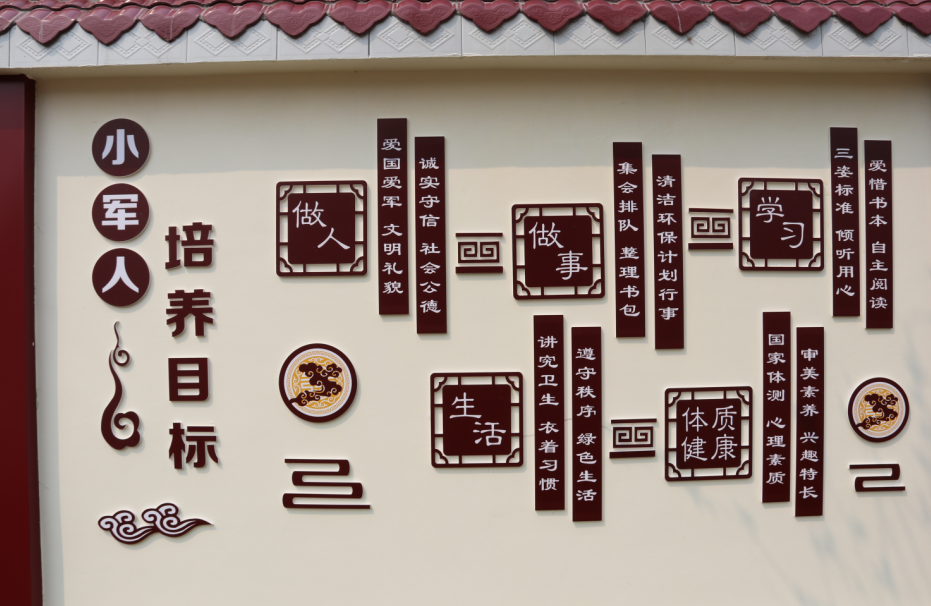 小军人
培养目标
做人
爱国爱军 文明礼貌
诚实守信 社会公德
做事
集会排队 整理书包
清洁环保计划行事
学习
三姿标准 倾听用心
爱惜书本 自主阅读
生活
讲究卫生 衣着习惯
遵守秩序 绿色生活
体质健康
国家体测 心理素质
审美素养 兴趣特长